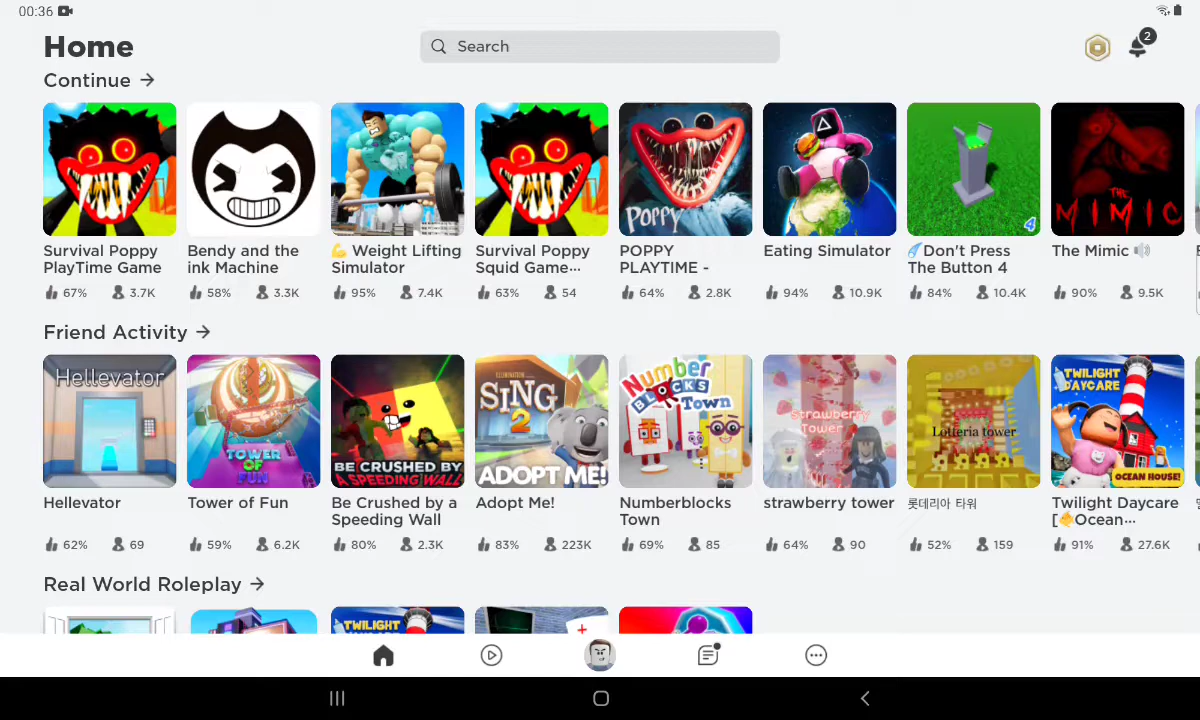 00:36
Home
Search
2
Continue
POPPY
4
THE
MIMIC
Survival Poppy
PlayTime Game
Bendy and the
ink Machine
💪 Weight Lifting
Simulator
Survival Poppy
Squid Game...
POPPY
PLAYTIME -
Eating Simulator
Don't Press
The Button 4
The Mimic 🔊
67% 3.7K
58% 3.3K
95% 7.4K
63% 54
64% 2.8K
94% 10.9K
84% 10.4K
90% 9.5K
Friend Activity
Hellevator
TOWER
OF
FUN
BE CRUSHED BY
A SPEEDING WALL
ILLUMINATION
SING
2
ADOPT ME!
Number
BLOCKS
Town
Strawberry
Tower
Lotteria tower
TWILIGHT
DAYCARE
OCEAN HOUSE!
Hellevator
Tower of Fun
Be Crushed by a
Speeding Wall
Adopt Me!
Numberblocks
Town
strawberry tower
롯데리아 타워
Twilight Daycare
[Ocean...
62% 69
59% 6.2K
80% 2.3K
83% 223K
69% 85
64% 90
52% 159
91% 27.6K
Real World Roleplay
TWILIGHT